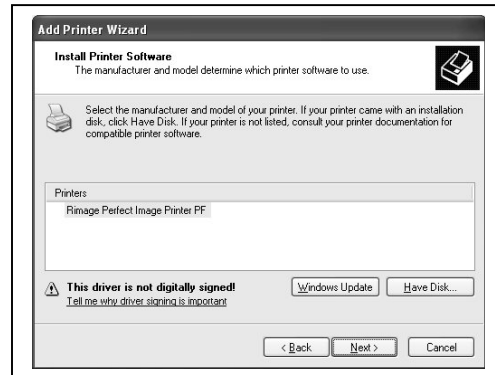 Add Printer Wizard
Install Printer Software
The manufacturer and model determine which printer software to use.
Select the manufacturer and model of your printer. If your printer came with an installation
disk, click Have Disk. If your printer is not listed, consult your printer documentation for
compatible printer software.
Printers
Rimage Perfect Image Printer PF
This driver is not digitally signed!
Tell me why driver signing is important
Windows Update
Have Disk...
< Back
Next >
Cancel